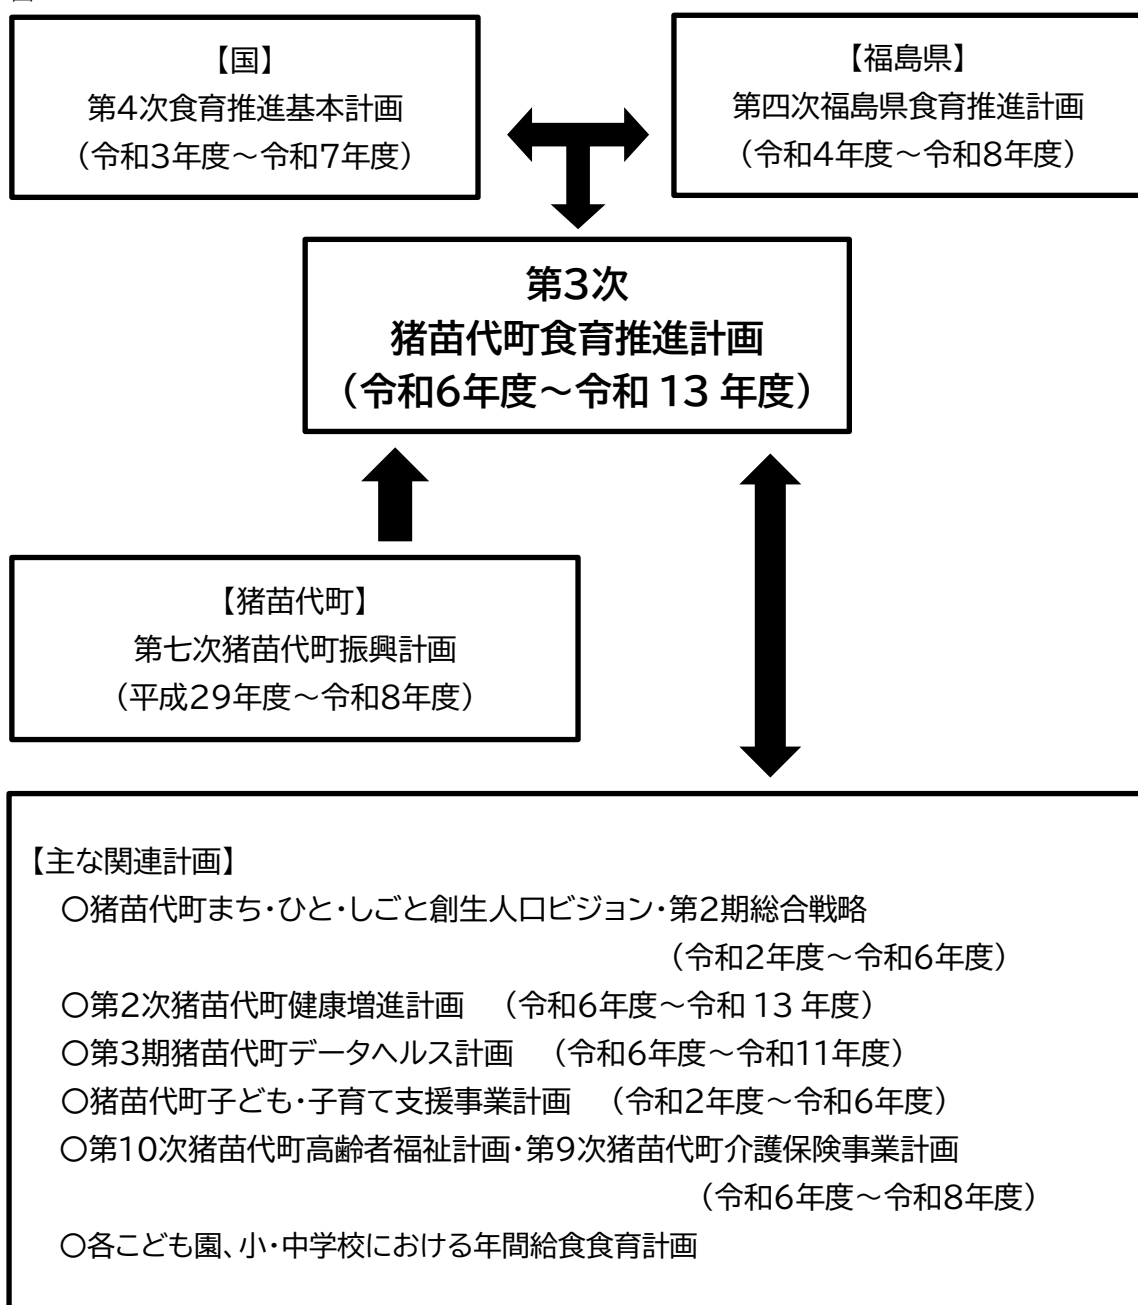 【国】
第4次食育推進基本計画
（令和3年度～令和7年度）
【福島県】
第四次福島県食育推進計画
（令和4年度～令和8年度）
第3次
猪苗代町食育推進計画
（令和6年度～令和 13 年度）
【猪苗代町】
第七次猪苗代町振興計画
（平成29年度～令和8年度）
【主な関連計画】
○猪苗代町まち・ひと・しごと創生人口ビジョン・第2期総合戦略
（令和2年度～令和6年度）
○第2次猪苗代町健康増進計画　（令和6年度～令和 13 年度）
○第3期猪苗代町データヘルス計画　（令和6年度～令和11年度）
○猪苗代町子ども・子育て支援事業計画　（令和2年度～令和6年度）
○第10次猪苗代町高齢者福祉計画・第9次猪苗代町介護保険事業計画
（令和6年度～令和8年度）
○各こども園、小・中学校における年間給食食育計画